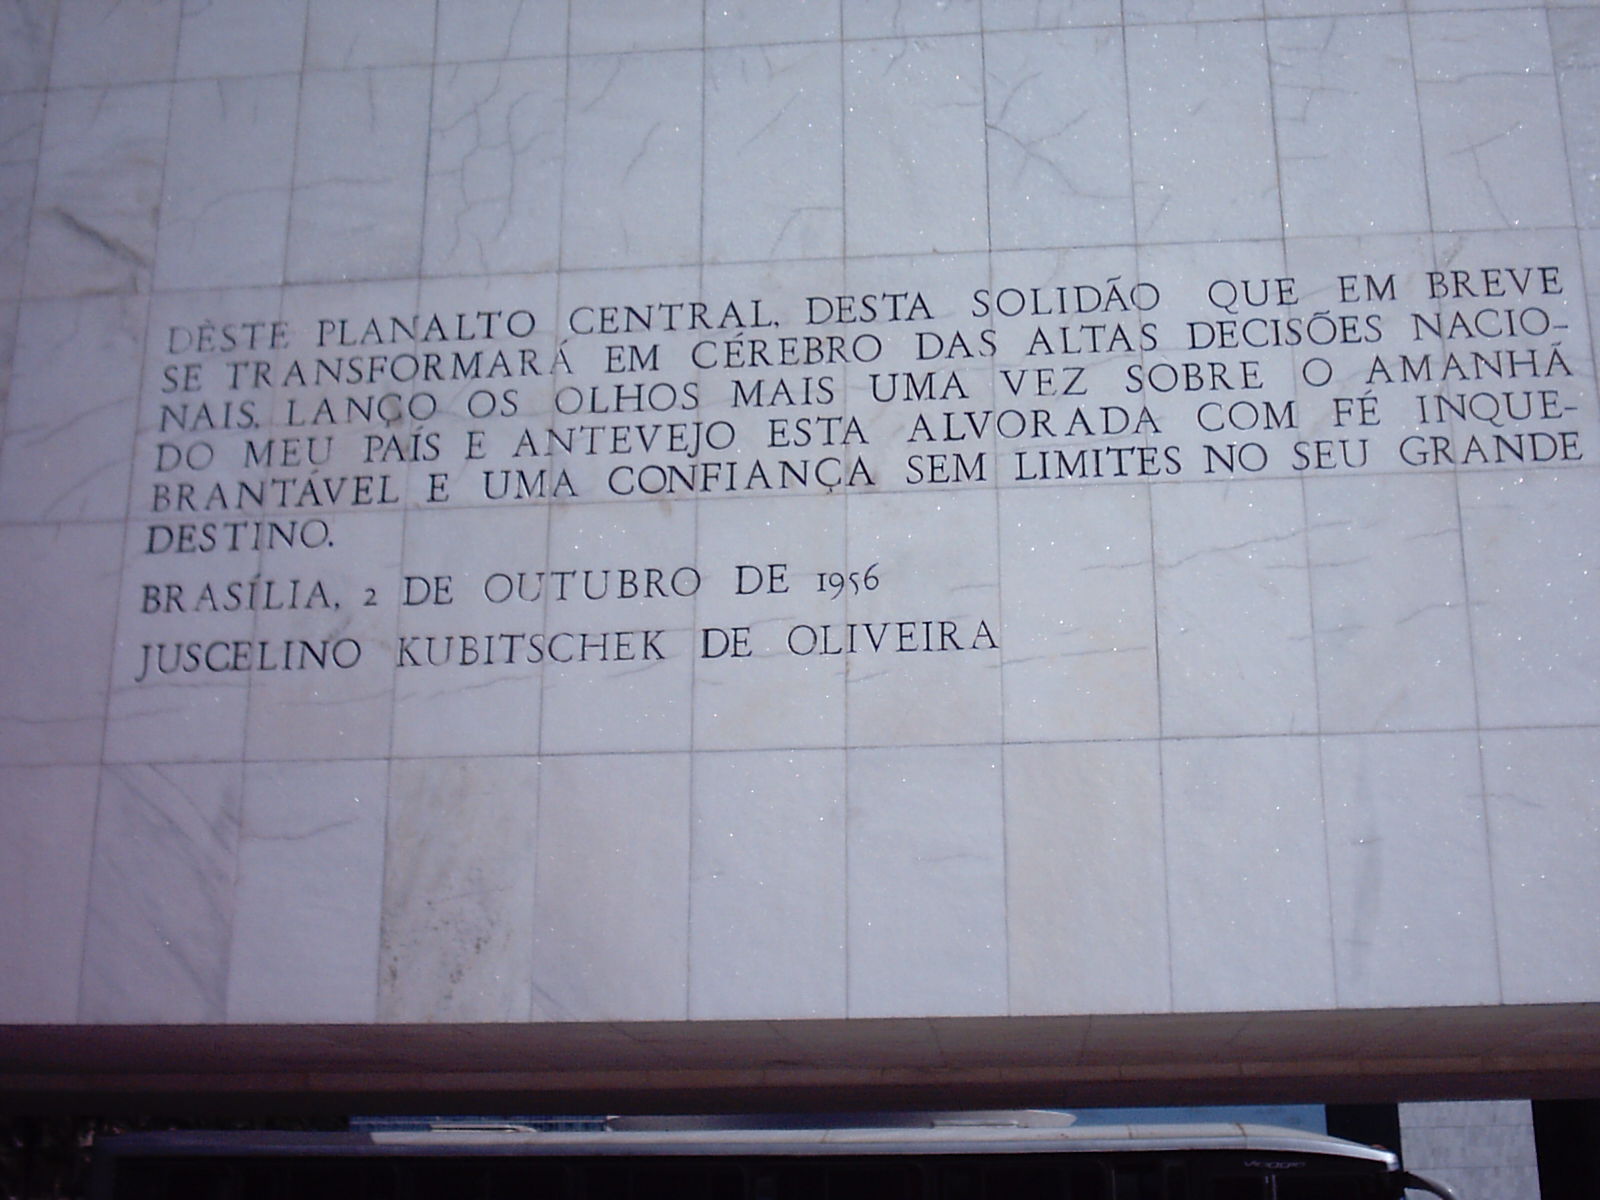 DÊSTE PLANALTO CENTRAL, DESTA SOLIDÃO QUE EM BREVE
SE TRANSFORMARÁ EM CÉREBRO DAS ALTAS DECISÕES NACIO-
NAIS, LANÇO OS OLHOS MAIS UMA VEZ SÔBRE O AMANHÃ
DO MEU PAÍS E ANTEVEJO ESTA ALVORADA COM FÉ INQUE-
BRANTÁVEL E UMA CONFIANÇA SEM LIMITES NO SEU GRANDE
DESTINO.
BRASÍLIA, 2 DE OUTUBRO DE 1956
JUSCELINO KUBITSCHEK DE OLIVEIRA